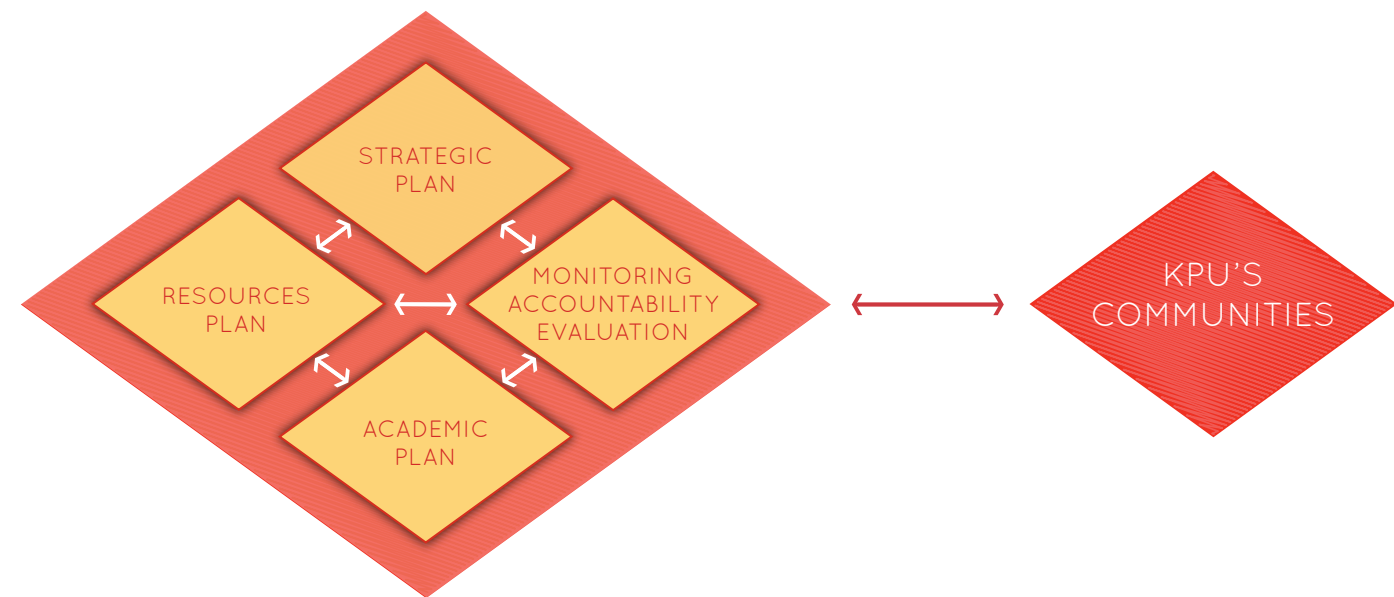 STRATEGIC
PLAN
RESOURCES
PLAN
MONITORING
ACCOUNTABILITY
EVALUATION
ACADEMIC
PLAN
KPU'S
COMMUNITIES